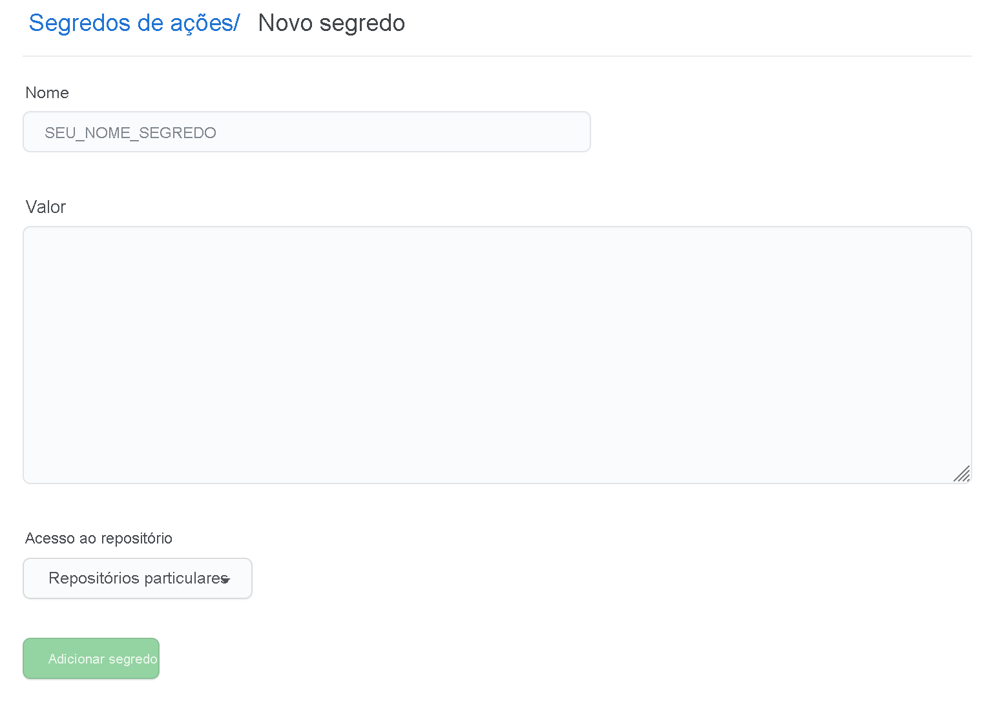 Segredos de ações/ Novo segredo
Nome
SEU_NOME_SEGREDO
Valor
Acesso ao repositório
Repositórios particulares
Adicionar segredo